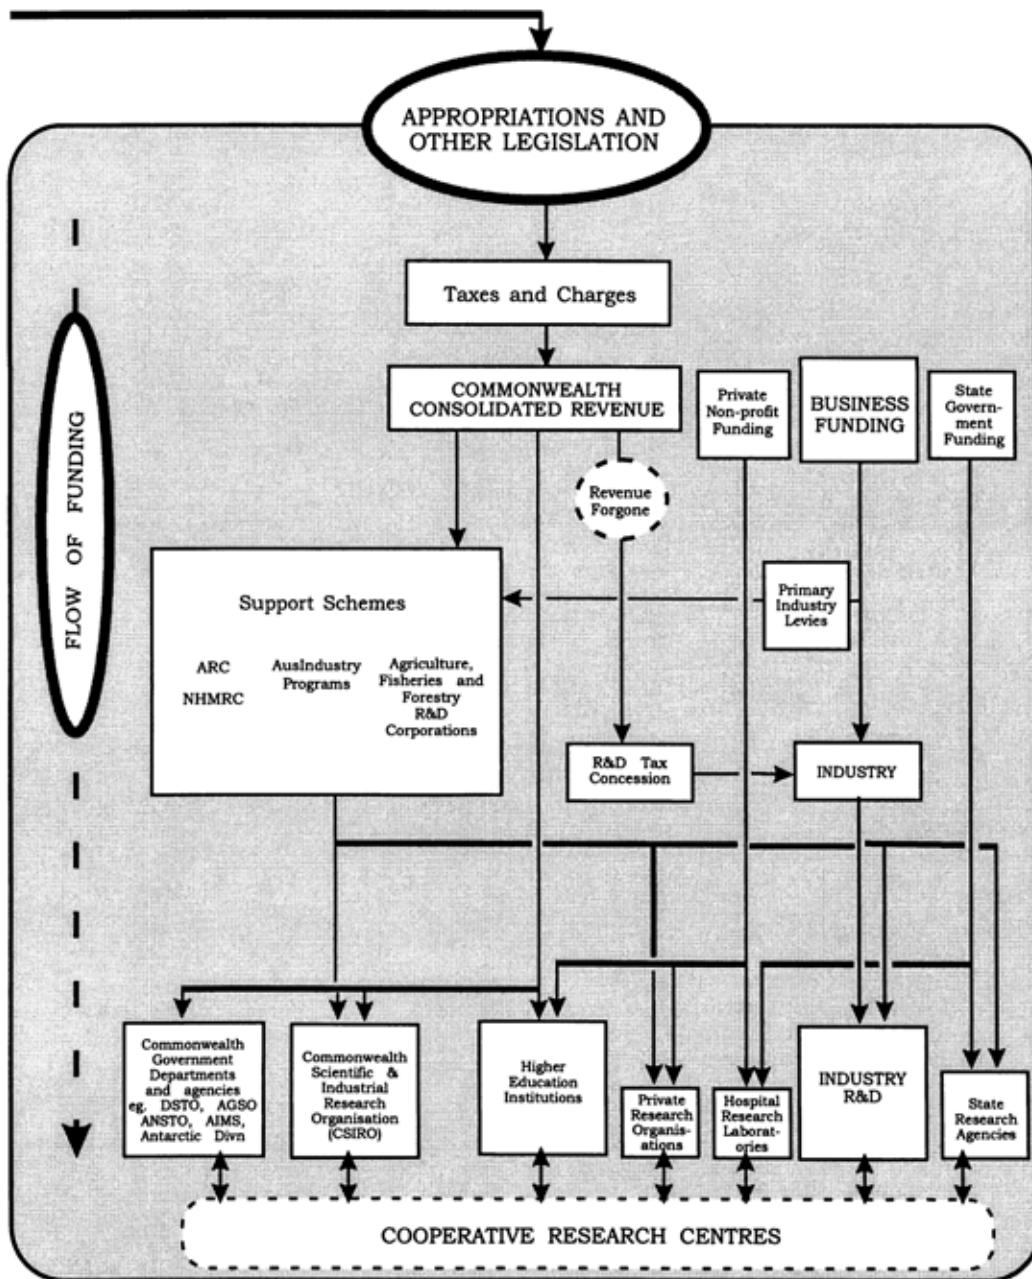 APPROPRIATIONS AND
OTHER LEGISLATION
FLOW OF FUNDING
Taxes and Charges
COMMONWEALTH
CONSOLIDATED REVENUE
Private
Non-profit
Funding
BUSINESS
FUNDING
State
Govern-
ment
Funding
Revenue
Forgone
Support Schemes
ARC
NHMRC
AusIndustry
Programs
Agriculture,
Fisheries and
Forestry
R&D
Corporations
Primary
Industry
Levies
R&D Tax
Concession
INDUSTRY
Commonwealth
Government
Departments
and agencies
eg. DSTO, AGSO
ANSTO, AIMS,
Antarctic Divn
Commonwealth
Scientific &
Industrial
Research
Organisation
(CSIRO)
Higher
Education
Institutions
Private
Research
Organis-
ations
Hospital
Research
Laborat-
ories
INDUSTRY
R&D
State
Research
Agencies
COOPERATIVE RESEARCH CENTRES